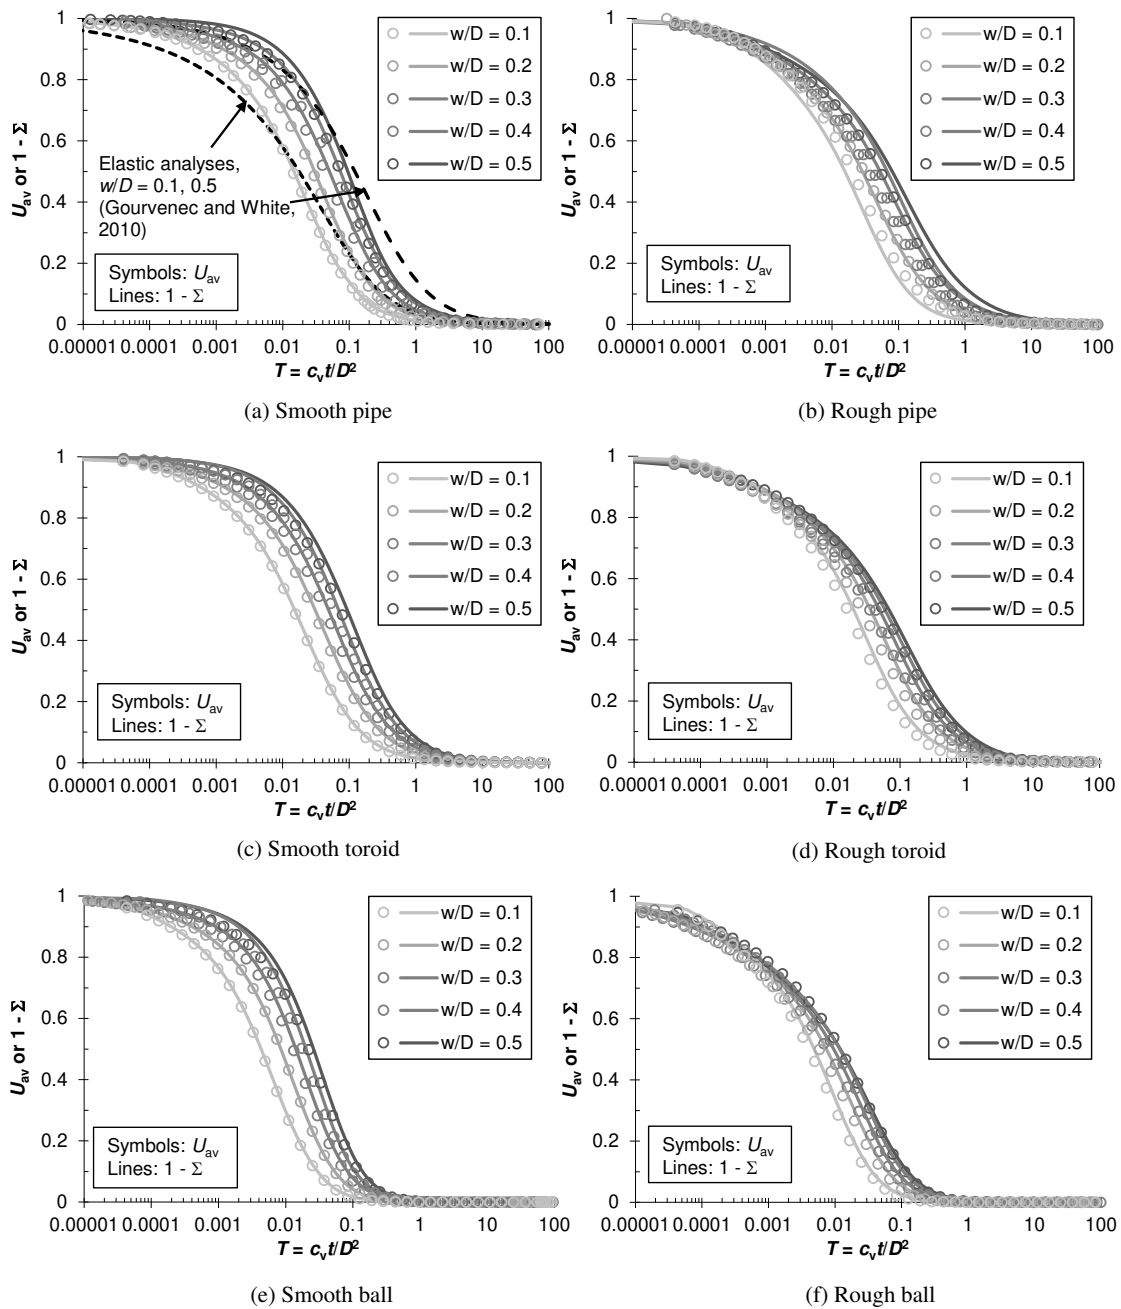 U_av or 1 - Σ
1
0.8
0.6
0.4
0.2
0
w/D = 0.1
w/D = 0.2
w/D = 0.3
w/D = 0.4
w/D = 0.5
Elastic analyses,
w/D = 0.1, 0.5
(Gourvenec and White,
2010)
Symbols: U_av
Lines: 1 - Σ
0.00001 0.0001 0.001 0.01 0.1 1 10 100
T = c_v t/D²
(a) Smooth pipe
U_av or 1 - Σ
1
0.8
0.6
0.4
0.2
0
w/D = 0.1
w/D = 0.2
w/D = 0.3
w/D = 0.4
w/D = 0.5
Symbols: U_av
Lines: 1 - Σ
0.00001 0.0001 0.001 0.01 0.1 1 10 100
T = c_v t/D²
(b) Rough pipe
U_av or 1 - Σ
1
0.8
0.6
0.4
0.2
0
w/D = 0.1
w/D = 0.2
w/D = 0.3
w/D = 0.4
w/D = 0.5
Symbols: U_av
Lines: 1 - Σ
0.00001 0.0001 0.001 0.01 0.1 1 10 100
T = c_v t/D²
(c) Smooth toroid
U_av or 1 - Σ
1
0.8
0.6
0.4
0.2
0
w/D = 0.1
w/D = 0.2
w/D = 0.3
w/D = 0.4
w/D = 0.5
Symbols: U_av
Lines: 1 - Σ
0.00001 0.0001 0.001 0.01 0.1 1 10 100
T = c_v t/D²
(d) Rough toroid
U_av or 1 - Σ
1
0.8
0.6
0.4
0.2
0
w/D = 0.1
w/D = 0.2
w/D = 0.3
w/D = 0.4
w/D = 0.5
Symbols: U_av
Lines: 1 - Σ
0.00001 0.0001 0.001 0.01 0.1 1 10 100
T = c_v t/D²
(e) Smooth ball
U_av or 1 - Σ
1
0.8
0.6
0.4
0.2
0
w/D = 0.1
w/D = 0.2
w/D = 0.3
w/D = 0.4
w/D = 0.5
Symbols: U_av
Lines: 1 - Σ
0.00001 0.0001 0.001 0.01 0.1 1 10 100
T = c_v t/D²
(f) Rough ball